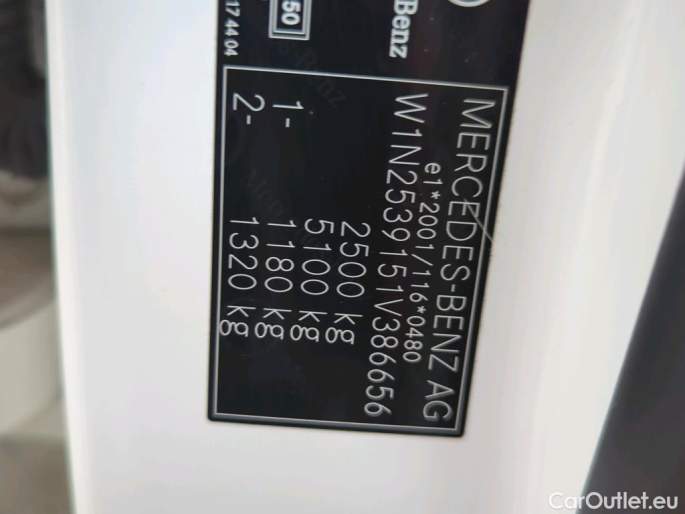 Benz
50
17 44 04
MERCEDES-BENZ AG
e1*2001/116*0480
W1N2539151V386656
2500 kg
5100 kg
1- 1180 kg
2- 1320 kg
CarOutlet.eu